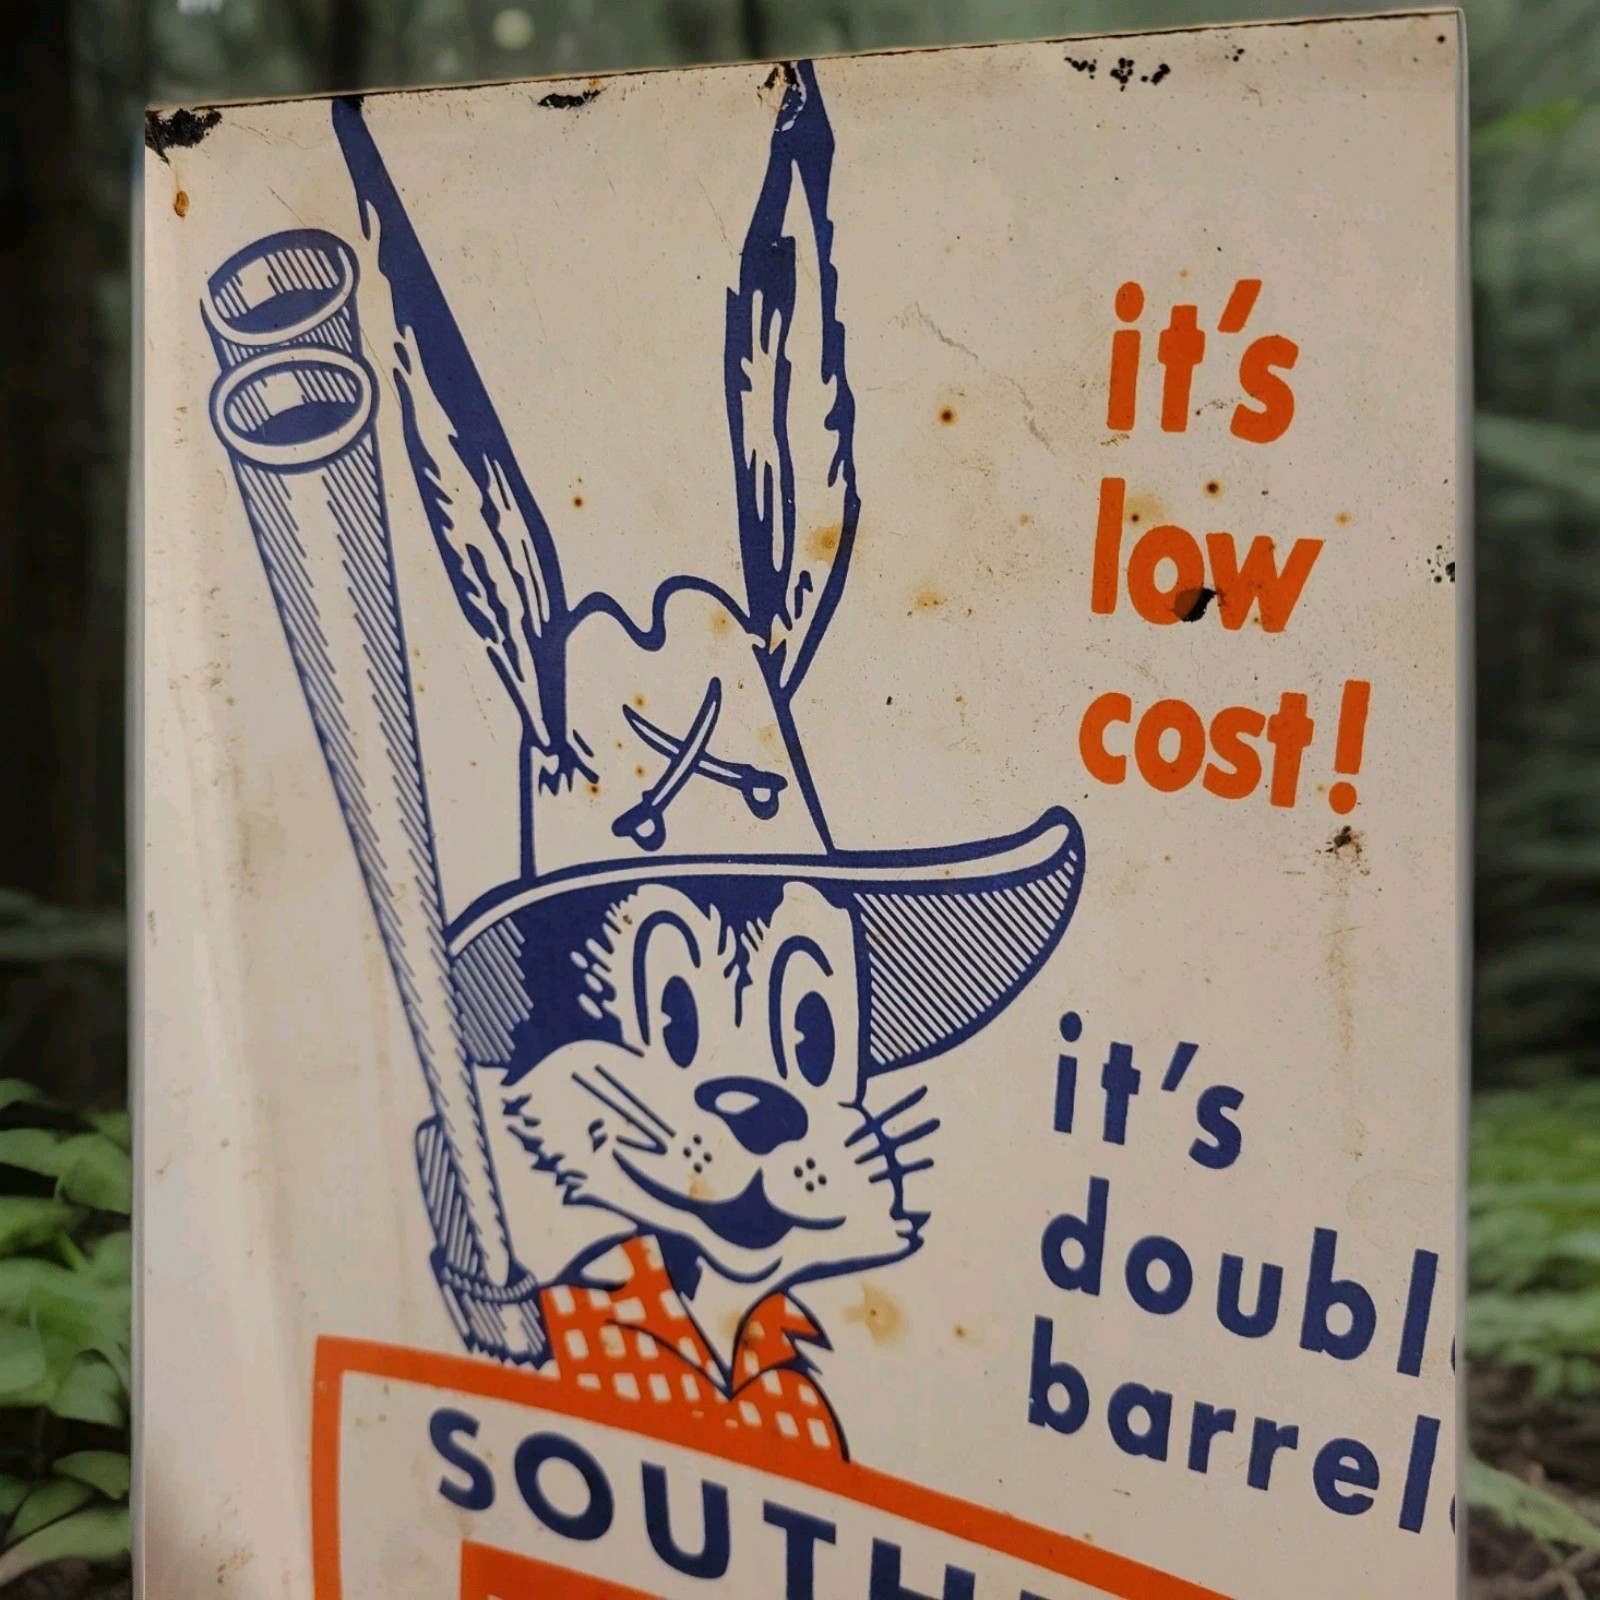 it's
low
cost!
it's
doubl
barrel
SOUTH